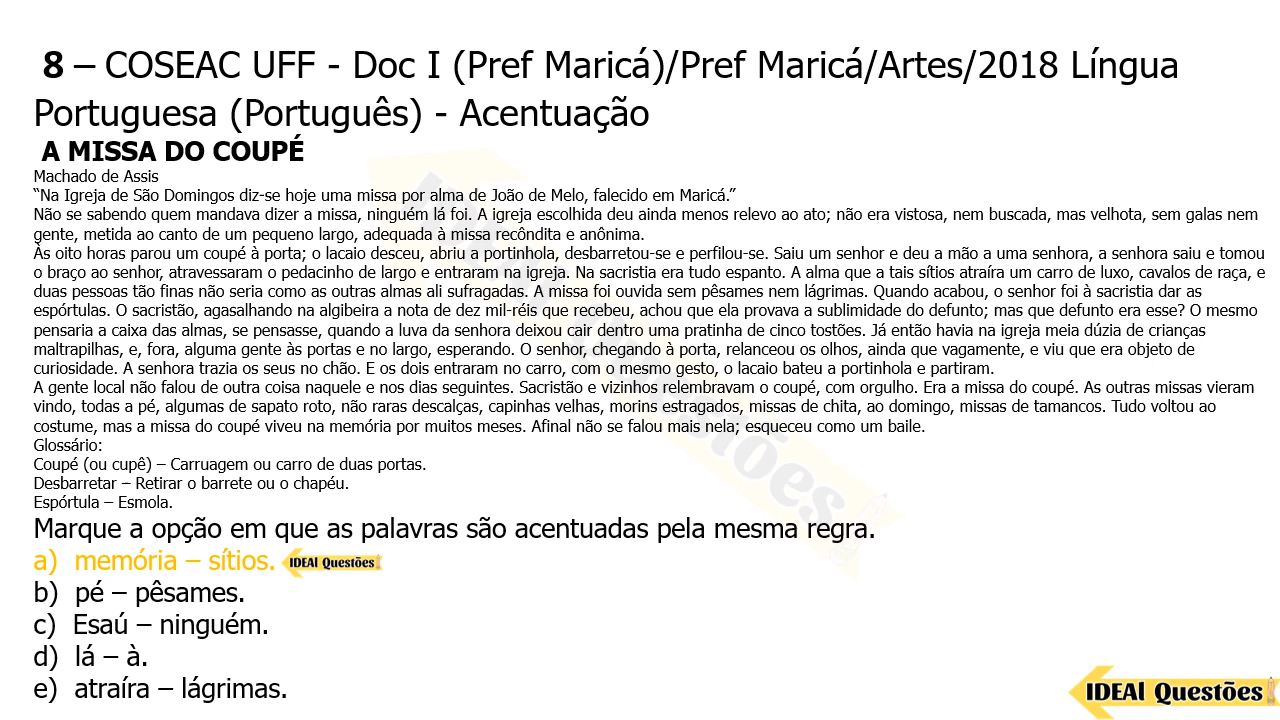 8 – COSEAC UFF - Doc I (Pref Maricá)/Pref Maricá/Artes/2018 Língua
Portuguesa (Português) - Acentuação
A MISSA DO COUPÉ
Machado de Assis
“Na Igreja de São Domingos diz-se hoje uma missa por alma de João de Melo, falecido em Maricá.”
Não se sabendo quem mandava dizer a missa, ninguém lá foi. A igreja escolhida deu ainda menos relevo ao ato; não era vistosa, nem buscada, mas velhota, sem galas nem
gente, metida ao canto de um pequeno largo, adequada à missa recôndita e anônima.
Às oito horas parou um coupé à porta; o lacaio desceu, abriu a portinhola, desbarretou-se e perfilou-se. Saiu um senhor e deu a mão a uma senhora, a senhora saiu e tomou
o braço ao senhor, atravessaram o pedacinho de largo e entraram na igreja. Na sacristia era tudo espanto. A alma que a tais sítios atraíra um carro de luxo, cavalos de raça, e
duas pessoas tão finas não seria como as outras almas ali sufragadas. A missa foi ouvida sem pêsames nem lágrimas. Quando acabou, o senhor foi à sacristia dar as
espórtulas. O sacristão, agasalhando na algibeira a nota de dez mil-réis que recebeu, achou que ela provava a sublimidade do defunto; mas que defunto era esse? O mesmo
pensaria a caixa das almas, se pensasse, quando a luva da senhora deixou cair dentro uma pratinha de cinco tostões. Já então havia na igreja meia dúzia de crianças
maltrapilhas, e, fora, alguma gente às portas e no largo, esperando. O senhor, chegando à porta, relanceou os olhos, ainda que vagamente, e viu que era objeto de
curiosidade. A senhora trazia os seus no chão. E os dois entraram no carro, com o mesmo gesto, o lacaio bateu a portinhola e partiram.
A gente local não falou de outra coisa naquele e nos dias seguintes. Sacristão e vizinhos relembravam o coupé, com orgulho. Era a missa do coupé. As outras missas vieram
vindo, todas a pé, algumas de sapato roto, não raras descalças, capinhas velhas, morins estragados, missas de chita, ao domingo, missas de tamancos. Tudo voltou ao
costume, mas a missa do coupé viveu na memória por muitos meses. Afinal não se falou mais nela; esqueceu como um baile.
Glossário:
Coupé (ou cupê) – Carruagem ou carro de duas portas.
Desbarretar – Retirar o barrete ou o chapéu.
Espórtula – Esmola.
Marque a opção em que as palavras são acentuadas pela mesma regra.
a) memória – sítios. IDEAl Questões
b) pé – pêsames.
c) Esaú – ninguém.
d) lá – à.
e) atraíra – lágrimas.
IDEAl Questões